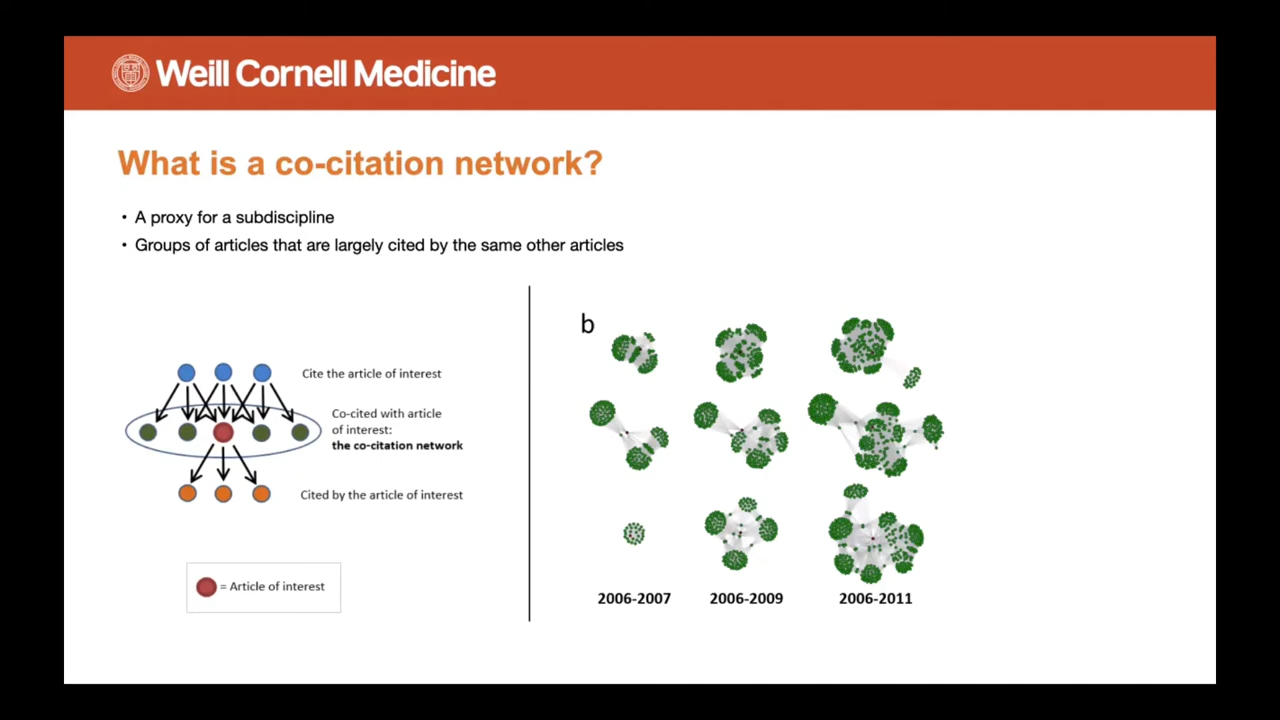 Weill Cornell Medicine
What is a co-citation network?
• A proxy for a subdiscipline
• Groups of articles that are largely cited by the same other articles
Cite the article of interest
Co-cited with article
of interest:
the co-citation network
Cited by the article of interest
= Article of interest
b
2006-2007
2006-2009
2006-2011